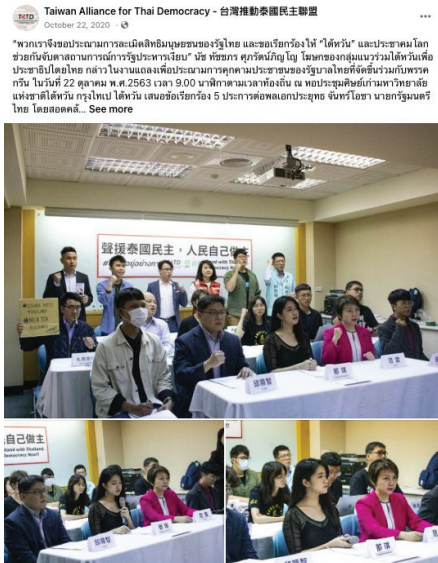 Taiwan Alliance for Thai Democracy - 台灣推動泰國民主聯盟
October 22, 2020 ·
"พวกเราจึงขอประณามการละเมิดสิทธิมนุษยชนของรัฐไทย และขอเรียกร้องให้ "ไต้หวัน" และประชาคมโลก
ช่วยกันจับตาสถานการณ์การรัฐประหารเงียบ" นัช ทัชชภร ศุภรัตน์ภิญโญ โฆษกของกลุ่มแนวร่วมไต้หวันเพื่อ
ประชาธิปไตยไทย กล่าวในงานแถลงเพื่อประณามการคุกคามประชาชนของรัฐบาลไทยที่จัดขึ้นร่วมกับพรรค
กรีน ในวันที่ 22 ตุลาคม พ.ศ.2563 เวลา 9.00 นาฬิกาตามเวลาท้องถิ่น ณ หอประชุมศิษย์เก่ามหาวิทยาลัย
แห่งชาติไต้หวัน กรุงไทเป ไต้หวัน เสนอข้อเรียกร้อง 5 ประการต่อพลเอกประยุทธ จันทร์โอชา นายกรัฐมนตรี
ไทย โดยสอดคล้... See more
聲援泰國民主，人民自己做主
邱顯智
鄭琪
范雲
自己做主
Stand with Thailand,
Democracy Now!!
邱顯智
范雲